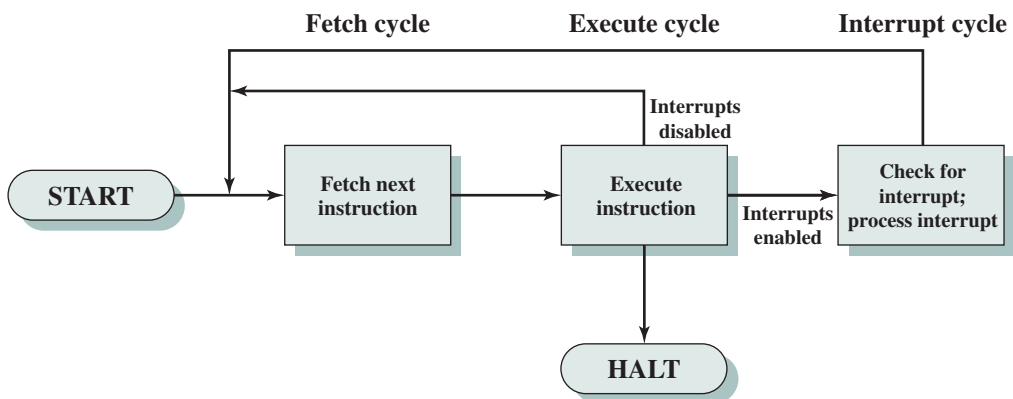 Fetch cycle
Execute cycle
Interrupt cycle
Interrupts
disabled
START
Fetch next
instruction
Execute
instruction
Interrupts
enabled
Check for
interrupt;
process interrupt
HALT